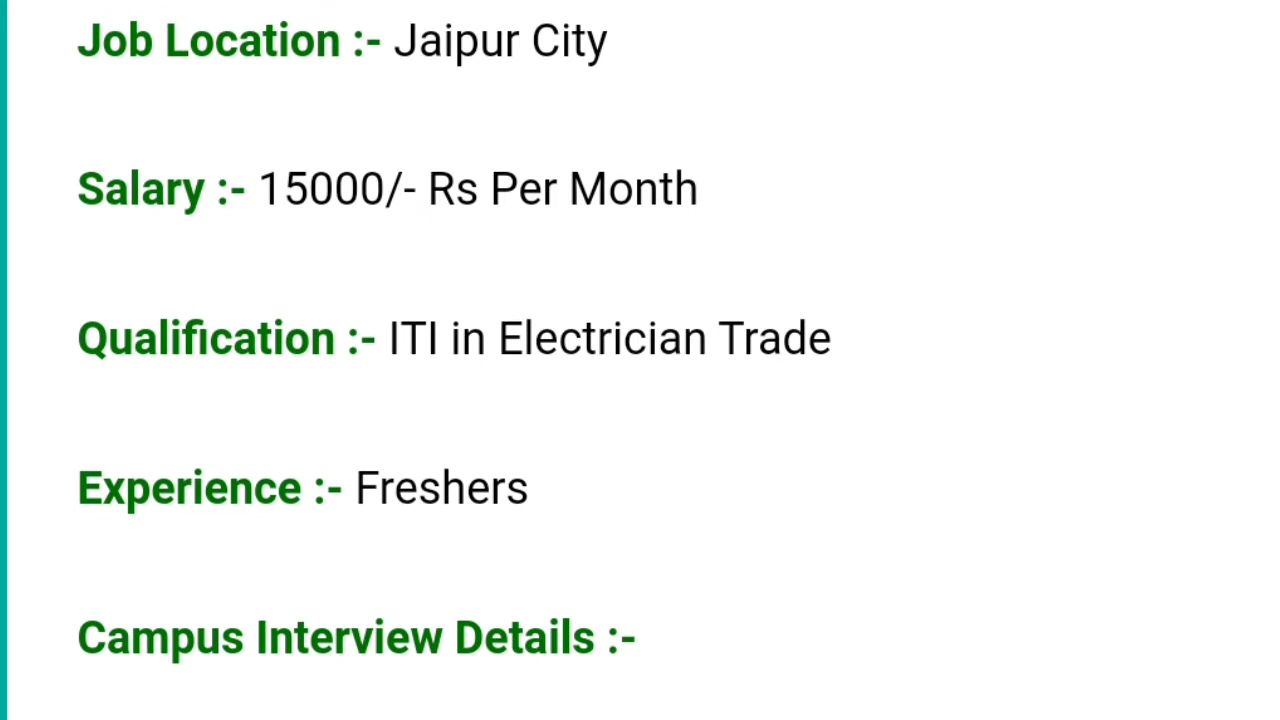 Job Location :- Jaipur City
Salary :- 15000/- Rs Per Month
Qualification :- ITI in Electrician Trade
Experience :- Freshers
Campus Interview Details :-